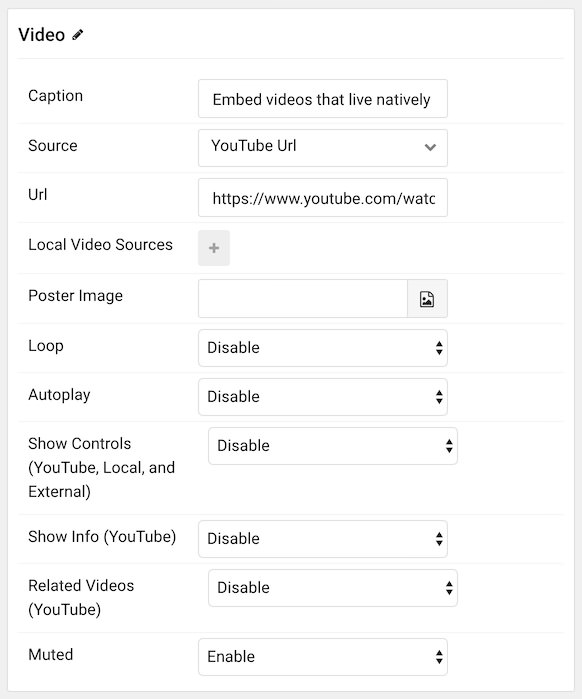 Video
Caption Embed videos that live natively
Source YouTube Url
Url https://www.youtube.com/watc
Local Video Sources +
Poster Image
Loop Disable
Autoplay Disable
Show Controls Disable
(YouTube, Local, and
External)
Show Info (YouTube) Disable
Related Videos Disable
(YouTube)
Muted Enable